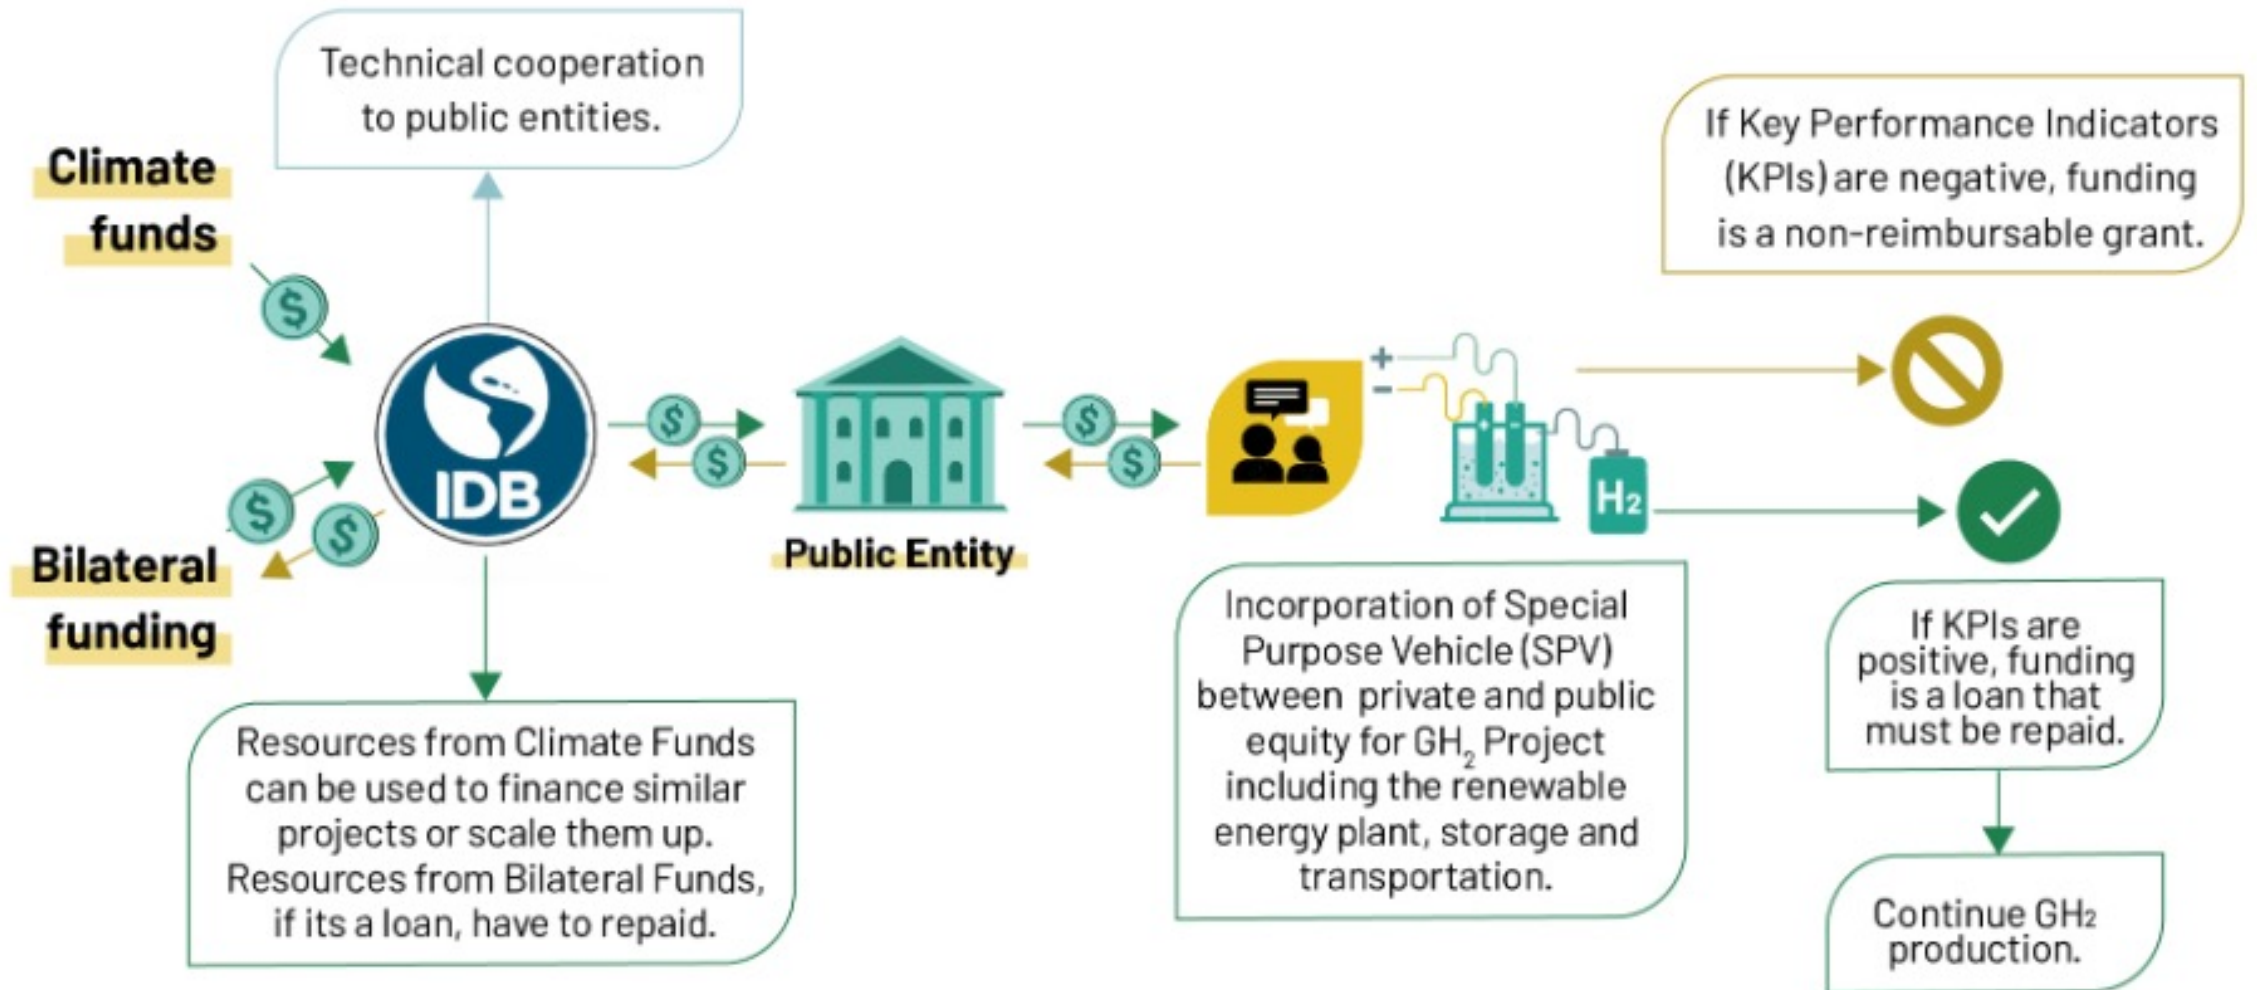 Technical cooperation
to public entities.
Climate
funds
If Key Performance Indicators
(KPIs) are negative, funding
is a non-reimbursable grant.
$
$
$
$
$
$
$
IDB
+
−
H₂
Public Entity
Bilateral
funding
Resources from Climate Funds
can be used to finance similar
projects or scale them up.
Resources from Bilateral Funds,
if its a loan, have to repaid.
Incorporation of Special
Purpose Vehicle (SPV)
between private and public
equity for GH₂ Project
including the renewable
energy plant, storage and
transportation.
If KPIs are
positive, funding
is a loan that
must be repaid.
Continue GH₂
production.